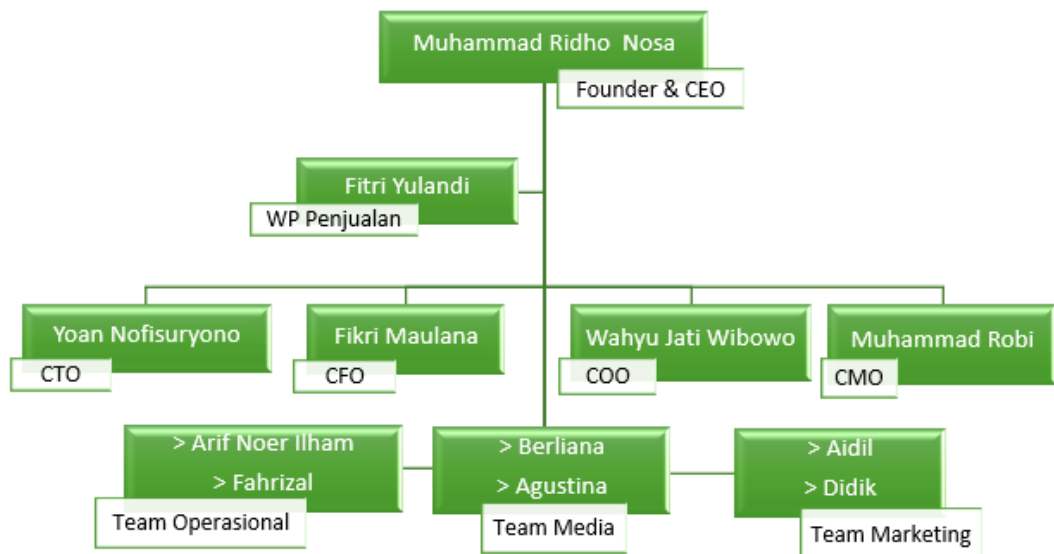 Muhammad Ridho Nosa
Founder & CEO
Fitri Yulandi
WP Penjualan
Yoan Nofisuryono
CTO
Fikri Maulana
CFO
Wahyu Jati Wibowo
COO
Muhammad Robi
CMO
> Arif Noer Ilham
> Fahrizal
Team Operasional
> Berliana
> Agustina
Team Media
> Aidil
> Didik
Team Marketing